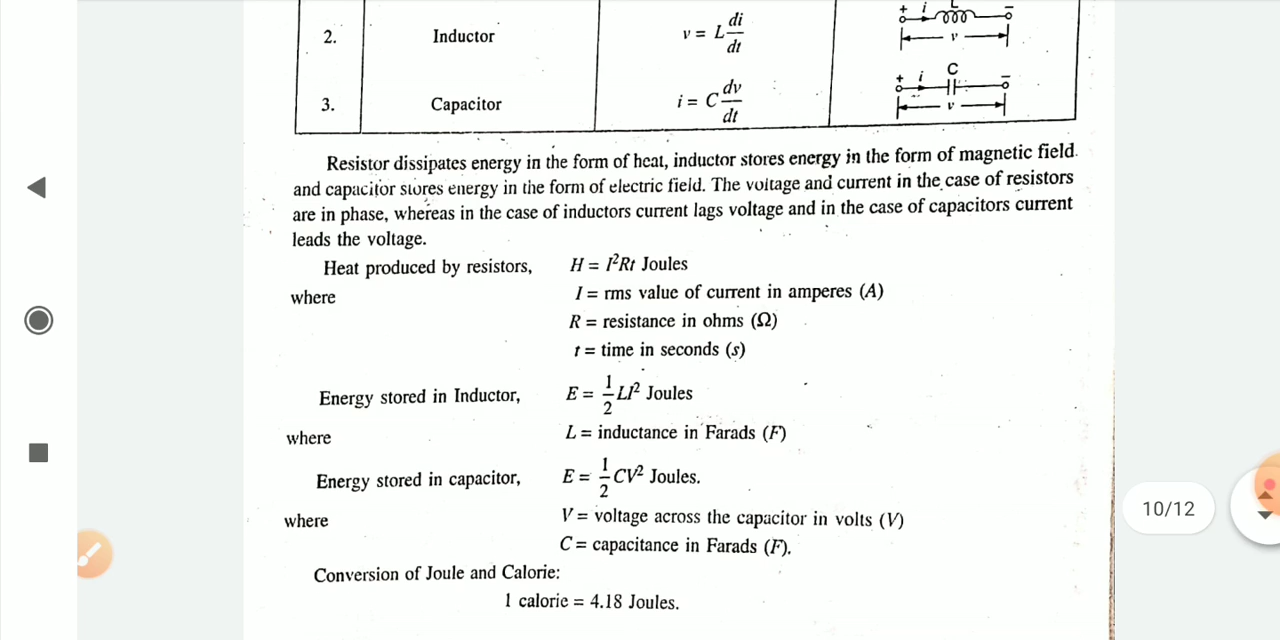 2. Inductor v = L di/dt + i L - v
3. Capacitor i = C dv/dt + i C - v
Resistor dissipates energy in the form of heat, inductor stores energy in the form of magnetic field
and capacitor stores energy in the form of electric field. The voltage and current in the case of resistors
are in phase, whereas in the case of inductors current lags voltage and in the case of capacitors current
leads the voltage.
Heat produced by resistors, H = I²Rt Joules
where I = rms value of current in amperes (A)
R = resistance in ohms (Ω)
t = time in seconds (s)
Energy stored in Inductor, E = 1/2 LI² Joules
where L = inductance in Farads (F)
Energy stored in capacitor, E = 1/2 CV² Joules.
where V = voltage across the capacitor in volts (V)
C = capacitance in Farads (F).
Conversion of Joule and Calorie:
1 calorie = 4.18 Joules.
10/12